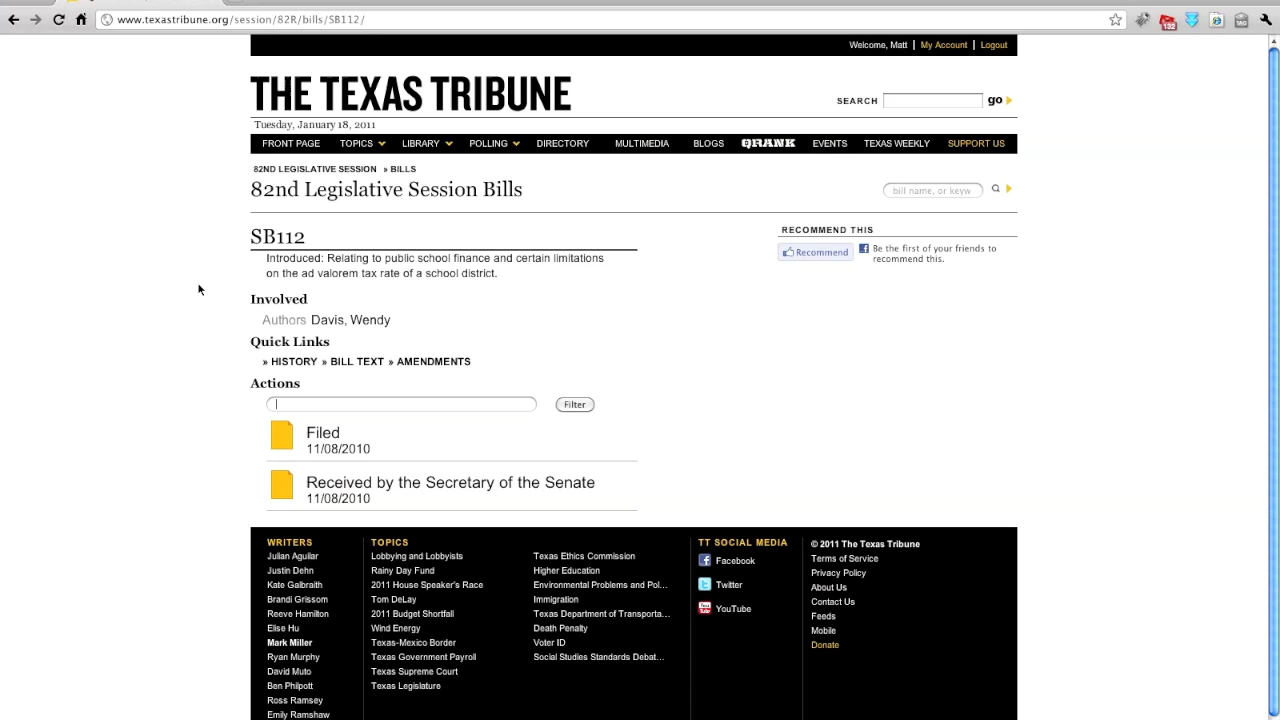 www.texastribune.org/session/82R/bills/SB112/
132
Welcome, Matt | My Account | Logout
THE TEXAS TRIBUNE
SEARCH go
Tuesday, January 18, 2011
FRONT PAGE TOPICS LIBRARY POLLING DIRECTORY MULTIMEDIA BLOGS QRANK EVENTS TEXAS WEEKLY SUPPORT US
82ND LEGISLATIVE SESSION » BILLS
82nd Legislative Session Bills
bill name, or keyw
SB112
RECOMMEND THIS
Introduced: Relating to public school finance and certain limitations
on the ad valorem tax rate of a school district.
Recommend
Be the first of your friends to
recommend this.
Involved
Authors Davis, Wendy
Quick Links
» HISTORY » BILL TEXT » AMENDMENTS
Actions
Filter
Filed
11/08/2010
Received by the Secretary of the Senate
11/08/2010
WRITERS
Julian Aguilar
Justin Dehn
Kate Galbraith
Brandi Grissom
Reeve Hamilton
Elise Hu
Mark Miller
Ryan Murphy
David Muto
Ben Philpott
Ross Ramsey
Emily Ramshaw
TOPICS
Lobbying and Lobbyists
Rainy Day Fund
2011 House Speaker's Race
Tom DeLay
2011 Budget Shortfall
Wind Energy
Texas-Mexico Border
Texas Government Payroll
Texas Supreme Court
Texas Legislature
Texas Ethics Commission
Higher Education
Environmental Problems and Pol...
Immigration
Texas Department of Transporta...
Death Penalty
Voter ID
Social Studies Standards Debat...
TT SOCIAL MEDIA
Facebook
Twitter
YouTube
© 2011 The Texas Tribune
Terms of Service
Privacy Policy
About Us
Contact Us
Feeds
Mobile
Donate